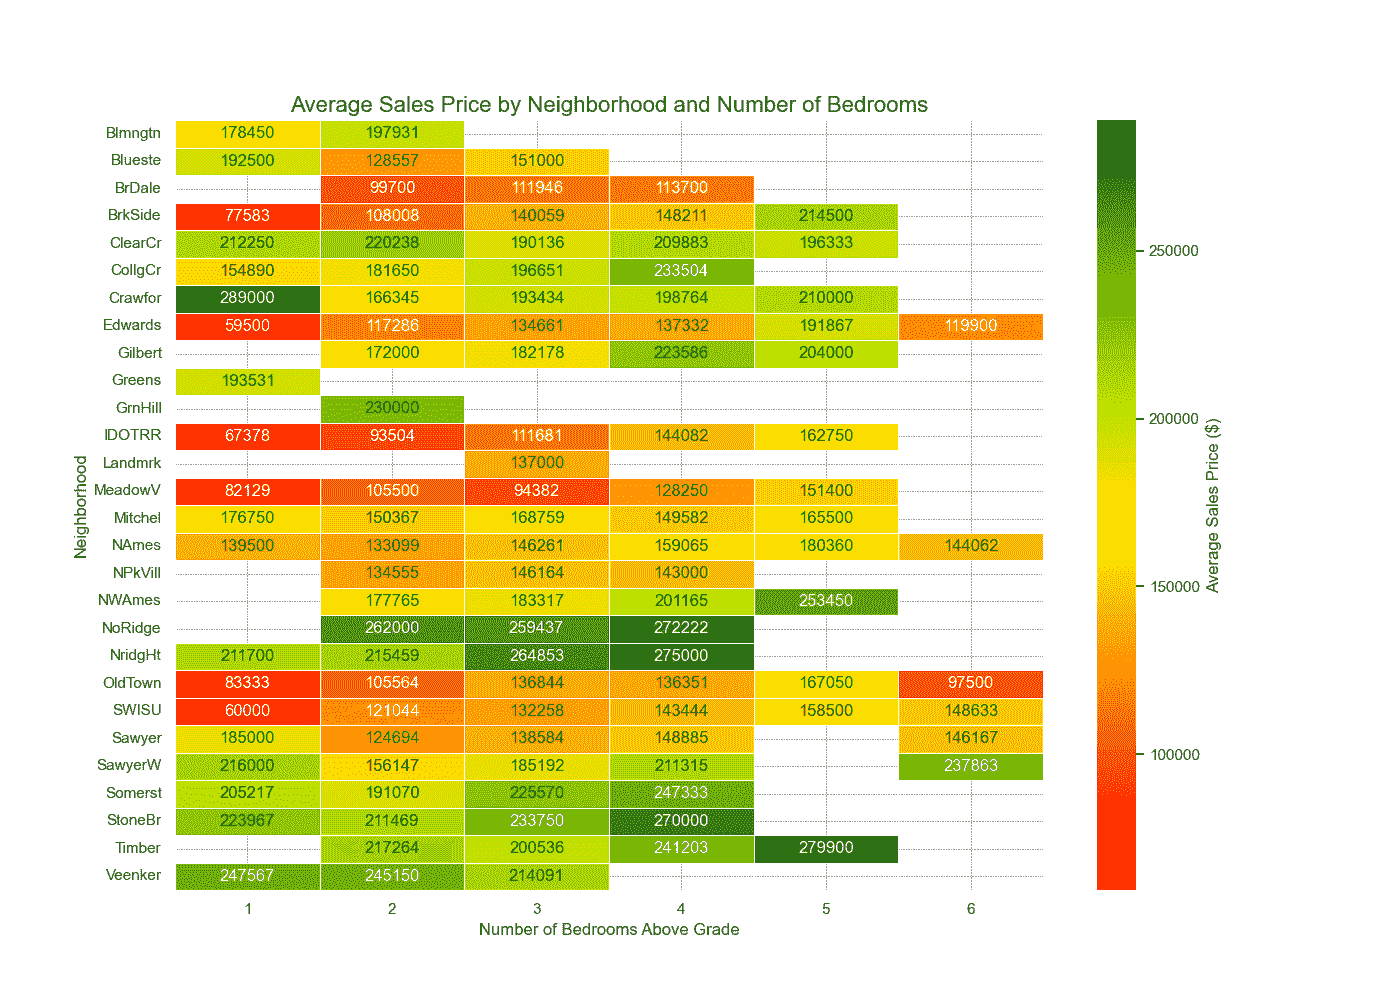 Average Sales Price by Neighborhood and Number of Bedrooms
Blmngtn 178450 197931
Blueste 192500 128557 151000
BrDale 99700 111946 113700
BrkSide 77583 108008 140059 148211 214500
ClearCr 212250 220238 190136 209883 196333
CollgCr 154890 181650 196651 233504
Crawfor 289000 166345 193434 198764 210000
Edwards 59500 117286 134661 137332 191867 119900
Gilbert 172000 182178 223586 204000
Greens 193531
GrnHill 230000
IDOTRR 67378 93504 111681 144082 162750
Landmrk 137000
MeadowV 82129 105500 94382 128250 151400
Mitchel 176750 150367 168759 149582 165500
NAmes 139500 133099 146261 159065 180360 144062
NPkVill 134555 146164 143000
NWAmes 177765 183317 201165 253450
NoRidge 262000 259437 272222
NridgHt 211700 215459 264853 275000
OldTown 83333 105564 136844 136351 167050 97500
SWISU 60000 121044 132258 143444 158500 148633
Sawyer 185000 124694 138584 148885 146167
SawyerW 216000 156147 185192 211315 237863
Somerst 205217 191070 225570 247333
StoneBr 223967 211469 233750 270000
Timber 217264 200536 241203 279900
Veenker 247567 245150 214091
1 2 3 4 5 6
Number of Bedrooms Above Grade
Neighborhood
250000
200000
150000
100000
Average Sales Price ($)